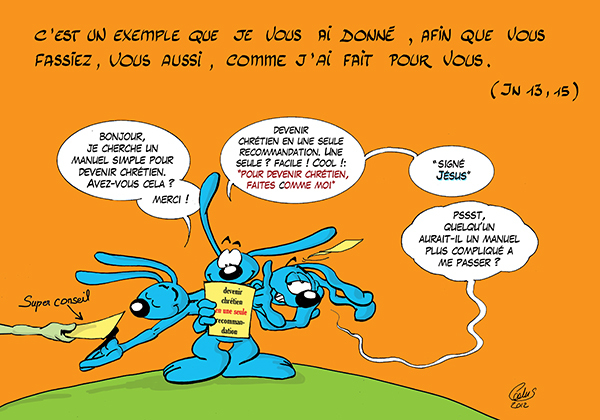 C'EST UN EXEMPLE QUE JE VOUS AI DONNÉ , AFIN QUE VOUS
FASSIEZ, VOUS AUSSI , COMME J'AI FAIT POUR VOUS.
(JN 13, 15)
BONJOUR,
JE CHERCHE UN
MANUEL SIMPLE POUR
DEVENIR CHRÉTIEN.
AVEZ-VOUS CELA ?
MERCI !
DEVENIR
CHRÉTIEN EN UNE SEULE
RECOMMANDATION. UNE
SEULE ? FACILE ! COOL !:
"POUR DEVENIR CHRÉTIEN,
FAITES COMME MOI"
"SIGNÉ
JÉSUS"
PSSST,
QUELQU'UN
AURAIT-IL UN MANUEL
PLUS COMPLIQUÉ A
ME PASSER ?
Super conseil
devenir
chrétien
en une seule
recomman-
dation
2012